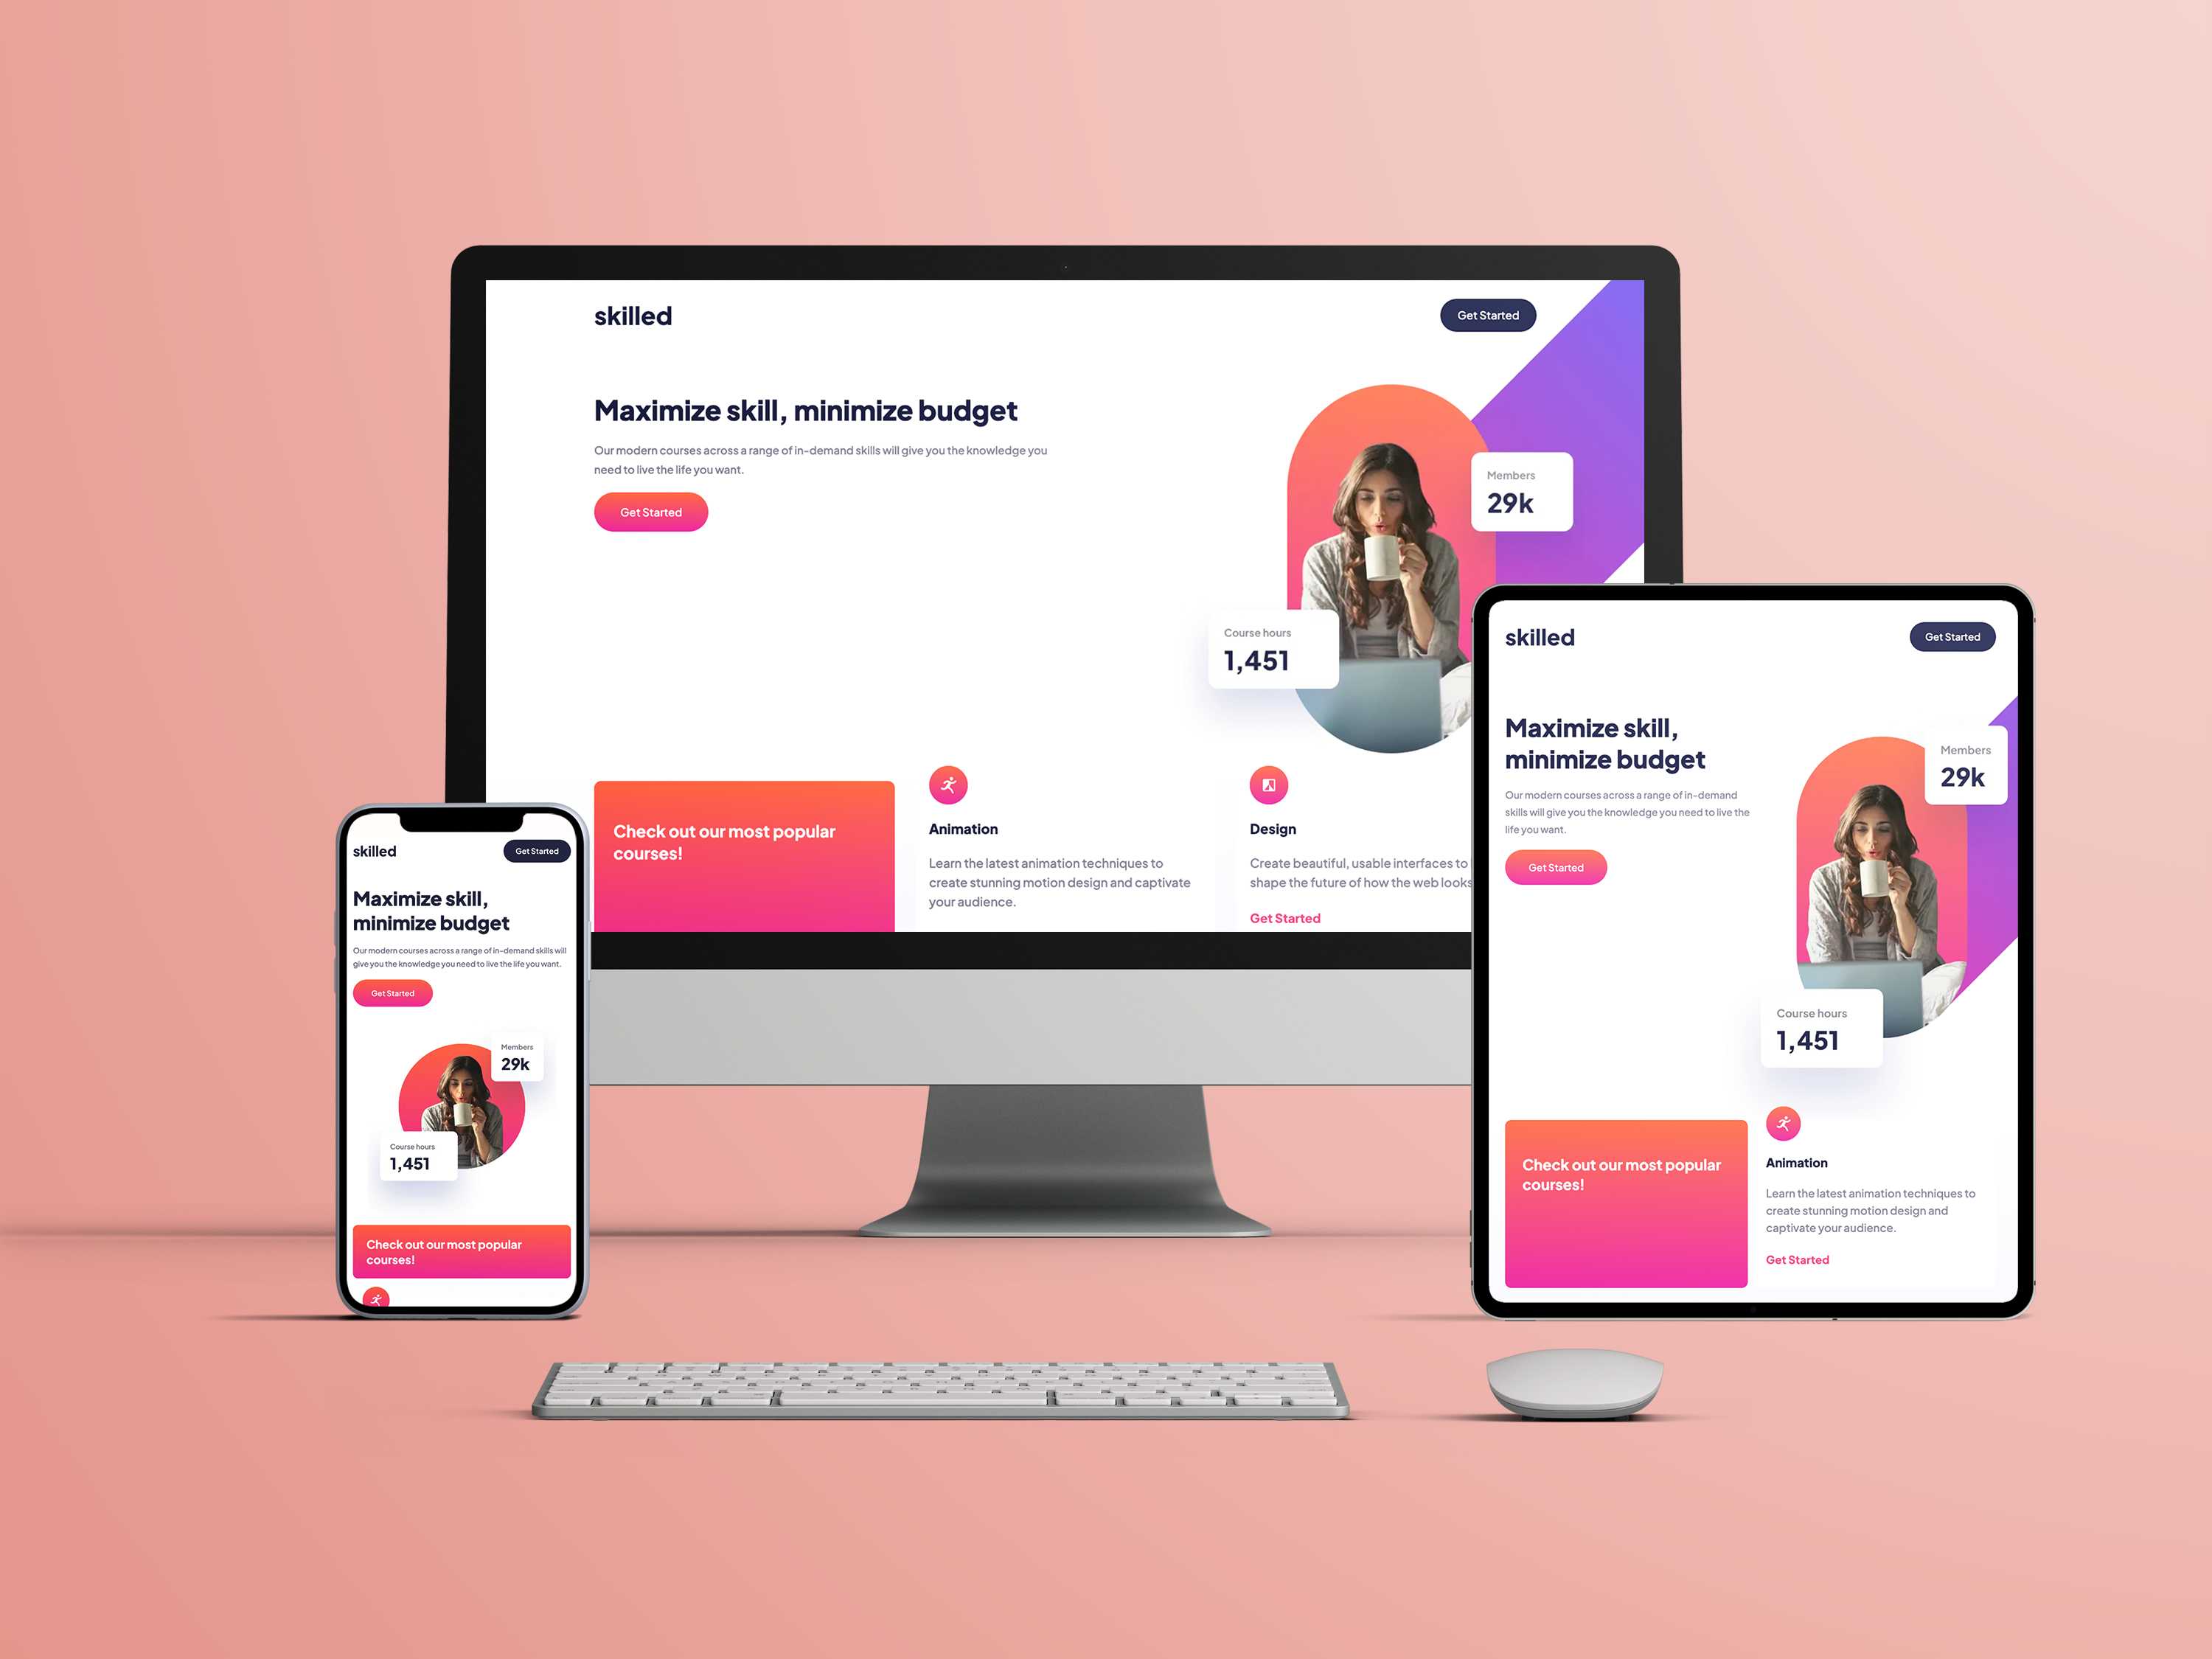 skilled
Get Started
Maximize skill, minimize budget
Our modern courses across a range of in-demand skills will give you the knowledge you
need to live the life you want.
Get Started
Members
29k
Course hours
1,451
Check out our most popular
courses!
Animation
Learn the latest animation techniques to
create stunning motion design and captivate
your audience.
Design
Create beautiful, usable interfaces to
shape the future of how the web looks
Get Started
skilled
Get Started
Maximize skill,
minimize budget
Our modern courses across a range of in-demand skills will
give you the knowledge you need to live the life you want.
Get Started
Members
29k
Course hours
1,451
Check out our most popular
courses!
skilled
Get Started
Maximize skill,
minimize budget
Our modern courses across a range of in-demand
skills will give you the knowledge you need to live the
life you want.
Get Started
Members
29k
Course hours
1,451
Check out our most popular
courses!
Animation
Learn the latest animation techniques to
create stunning motion design and
captivate your audience.
Get Started